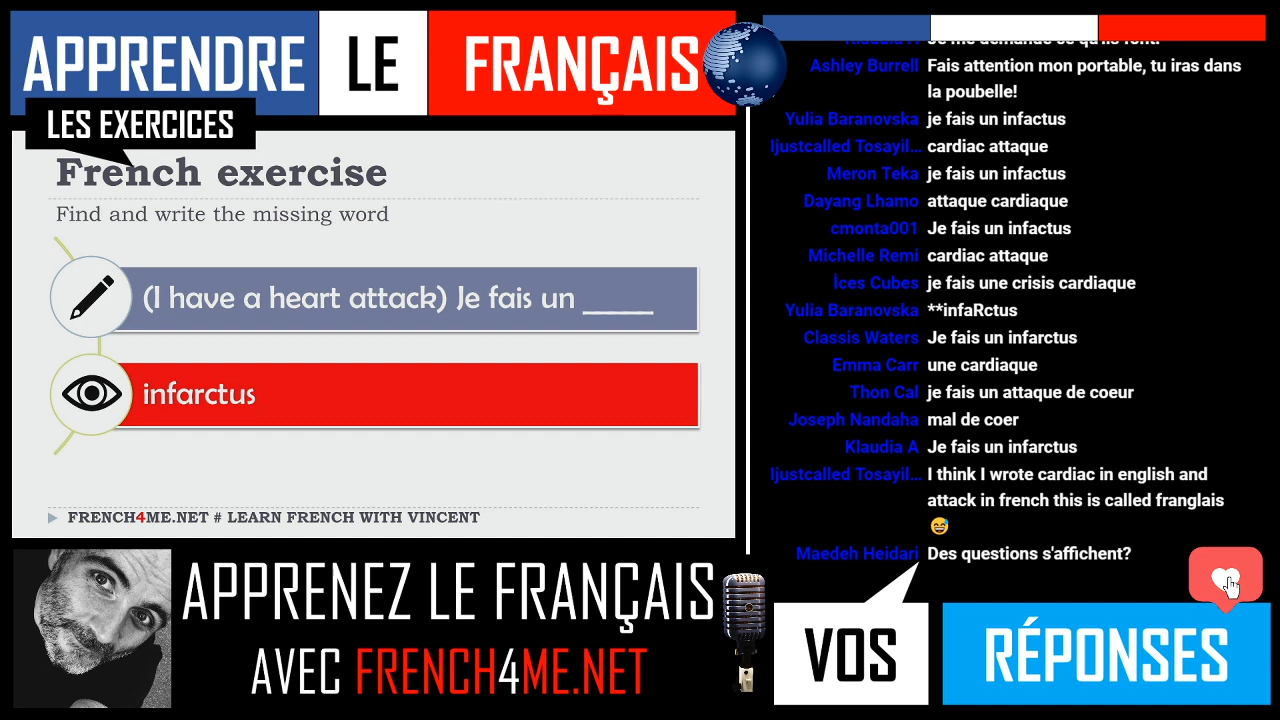 APPRENDRE LE FRANÇAIS
LES EXERCICES
French exercise
Find and write the missing word
(I have a heart attack) Je fais un _____
infarctus
FRENCH4ME.NET # LEARN FRENCH WITH VINCENT
APPRENEZ LE FRANÇAIS
AVEC FRENCH4ME.NET
Ashley Burrell Fais attention mon portable, tu iras dans
la poubelle!
Yulia Baranovska je fais un infactus
Ijustcalled Tosayil... cardiac attaque
Meron Teka je fais un infactus
Dayang Lhamo attaque cardiaque
cmonta001 Je fais un infactus
Michelle Remi cardiac attaque
İces Cubes je fais une crisis cardiaque
Yulia Baranovska **infaRctus
Classis Waters Je fais un infarctus
Emma Carr une cardiaque
Thon Cal je fais un attaque de coeur
Joseph Nandaha mal de coer
Klaudia A Je fais un infarctus
Ijustcalled Tosayil... I think I wrote cardiac in english and
attack in french this is called franglais
😅
Maedeh Heidari Des questions s'affichent?
VOS RÉPONSES